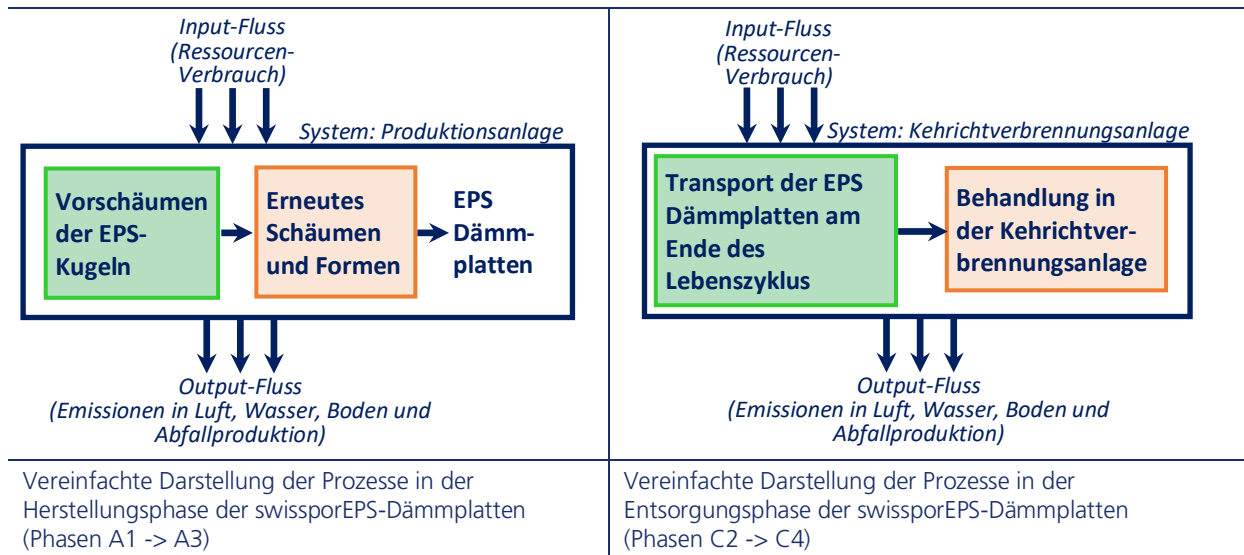 Input-Fluss
(Ressourcen-
Verbrauch)
System: Produktionsanlage
Vorschäumen
der EPS-
Kugeln
Erneutes
Schäumen
und Formen
EPS
Dämm-
platten
Output-Fluss
(Emissionen in Luft, Wasser, Boden und
Abfallproduktion)
Vereinfachte Darstellung der Prozesse in der
Herstellungsphase der swissporEPS-Dämmplatten
(Phasen A1 -> A3)
Input-Fluss
(Ressourcen-
Verbrauch)
System: Kehrichtverbrennungsanlage
Transport der EPS
Dämmplatten am
Ende des
Lebenszyklus
Behandlung in
der Kehrichtver-
brennungsanlage
Output-Fluss
(Emissionen in Luft, Wasser, Boden und
Abfallproduktion)
Vereinfachte Darstellung der Prozesse in der
Entsorgungsphase der swissporEPS-Dämmplatten
(Phasen C2 -> C4)